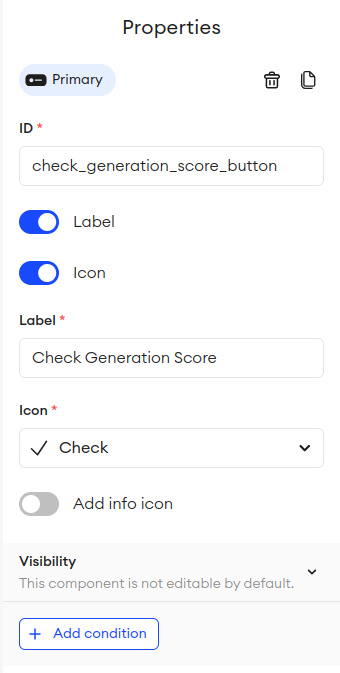 Properties
Primary
ID *
check_generation_score_button
Label
Icon
Label *
Check Generation Score
Icon *
Check
Add info icon
Visibility
This component is not editable by default.
+ Add condition